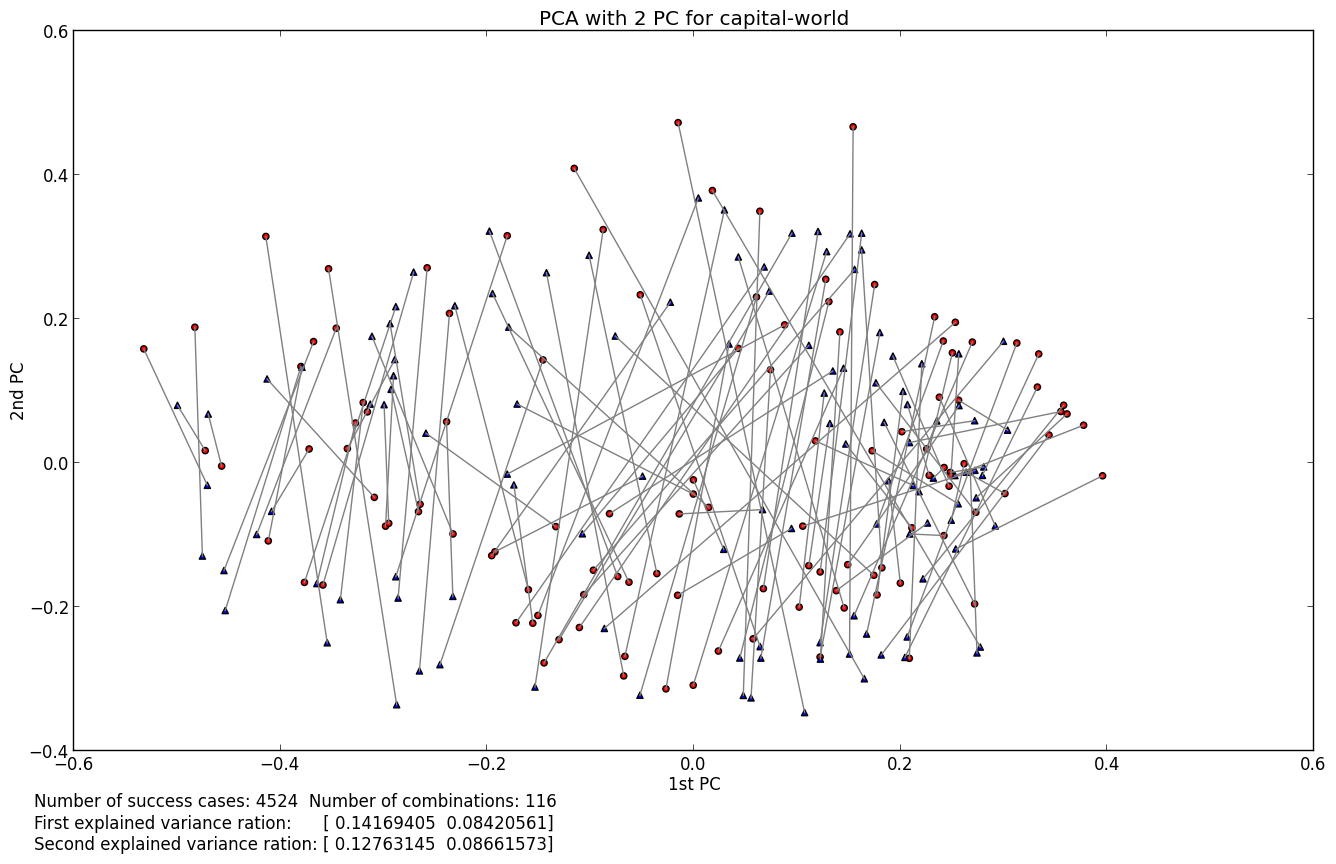 PCA with 2 PC for capital-world
0.6
0.4
0.2
0.0
−0.2
−0.4
2nd PC
−0.6 −0.4 −0.2 0.0 0.2 0.4 0.6
1st PC
Number of success cases: 4524 Number of combinations: 116
First explained variance ration: [ 0.14169405 0.08420561]
Second explained variance ration: [ 0.12763145 0.08661573]